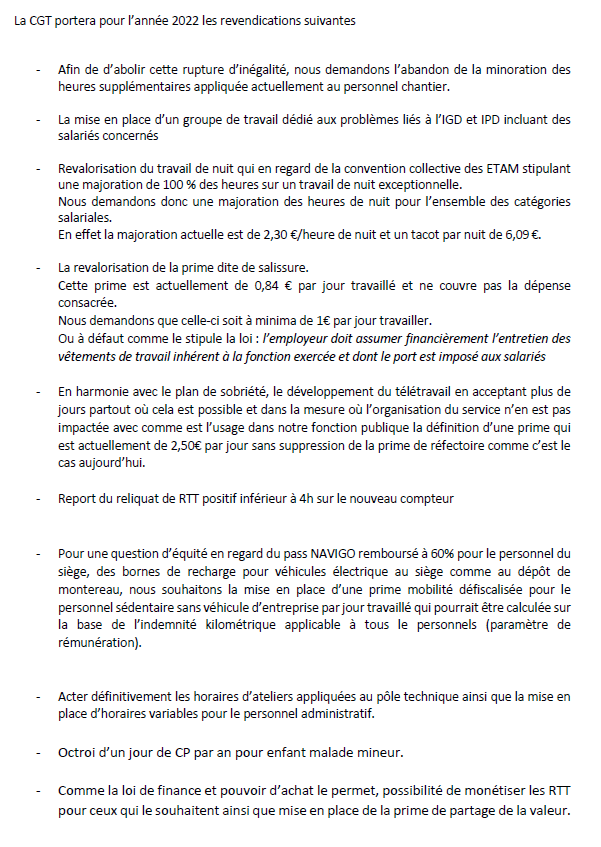 La CGT portera pour l’année 2022 les revendications suivantes
- Afin de d’abolir cette rupture d’inégalité, nous demandons l’abandon de la minoration des
heures supplémentaires appliquée actuellement au personnel chantier.
- La mise en place d’un groupe de travail dédié aux problèmes liés à l’IGD et IPD incluant des
salariés concernés
- Revalorisation du travail de nuit qui en regard de la convention collective des ETAM stipulant
une majoration de 100 % des heures sur un travail de nuit exceptionnelle.
Nous demandons donc une majoration des heures de nuit pour l’ensemble des catégories
salariales.
En effet la majoration actuelle est de 2,30 €/heure de nuit et un tacot par nuit de 6,09 €.
- La revalorisation de la prime dite de salissure.
Cette prime est actuellement de 0,84 € par jour travaillé et ne couvre pas la dépense
consacrée.
Nous demandons que celle-ci soit à minima de 1€ par jour travailler.
Ou à défaut comme le stipule la loi : l’employeur doit assumer financièrement l’entretien des
vêtements de travail inhérent à la fonction exercée et dont le port est imposé aux salariés
- En harmonie avec le plan de sobriété, le développement du télétravail en acceptant plus de
jours partout où cela est possible et dans la mesure où l’organisation du service n’en est pas
impactée avec comme est l’usage dans notre fonction publique la définition d’une prime qui
est actuellement de 2,50€ par jour sans suppression de la prime de réfectoire comme c’est le
cas aujourd’hui.
- Report du reliquat de RTT positif inférieur à 4h sur le nouveau compteur
- Pour une question d’équité en regard du pass NAVIGO remboursé à 60% pour le personnel du
siège, des bornes de recharge pour véhicules électrique au siège comme au dépôt de
montereau, nous souhaitons la mise en place d’une prime mobilité défiscalisée pour le
personnel sédentaire sans véhicule d’entreprise par jour travaillé qui pourrait être calculée sur
la base de l’indemnité kilométrique applicable à tous le personnels (paramètre de
rémunération).
- Acter définitivement les horaires d’ateliers appliquées au pôle technique ainsi que la mise en
place d’horaires variables pour le personnel administratif.
- Octroi d’un jour de CP par an pour enfant malade mineur.
- Comme la loi de finance et pouvoir d’achat le permet, possibilité de monétiser les RTT
pour ceux qui le souhaitent ainsi que mise en place de la prime de partage de la valeur.